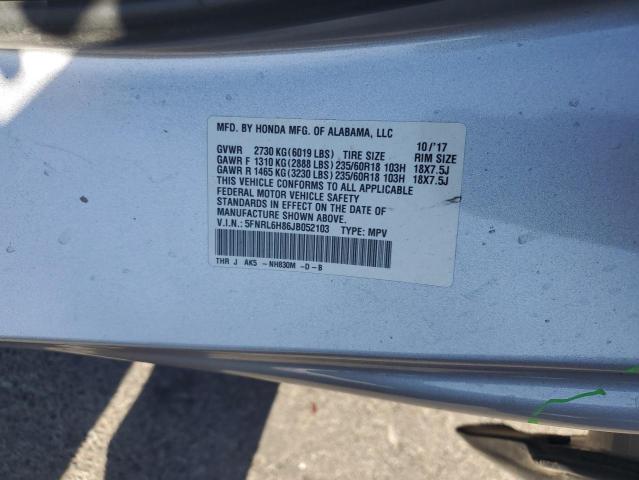 MFD. BY HONDA MFG. OF ALABAMA, LLC 10/'17
GVWR 2730 KG(6019 LBS) TIRE SIZE RIM SIZE
GAWR F 1310 KG(2888 LBS)235/60R18 103H 18X7.5J
GAWR R 1465 KG(3230 LBS)235/60R18 103H 18X7.5J
THIS VEHICLE CONFORMS TO ALL APPLICABLE
FEDERAL MOTOR VEHICLE SAFETY
STANDARDS IN EFFECT ON THE DATE OF
MANUFACTURE SHOWN ABOVE.
V.I.N.: 5FNRL6H86JB052103 TYPE: MPV
THR J AK5 -NH830M -D-B